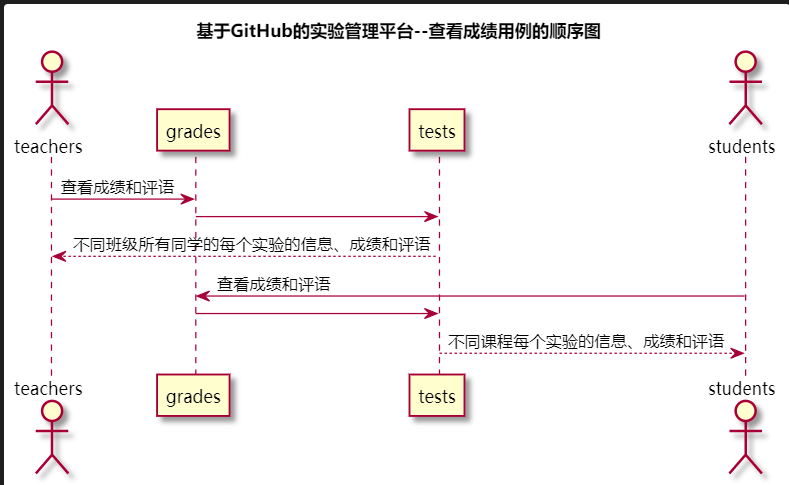 基于GitHub的实验管理平台--查看成绩用例的顺序图
teachers
grades
tests
students
查看成绩和评语
不同班级所有同学的每个实验的信息、成绩和评语
查看成绩和评语
不同课程每个实验的信息、成绩和评语
teachers
grades
tests
students